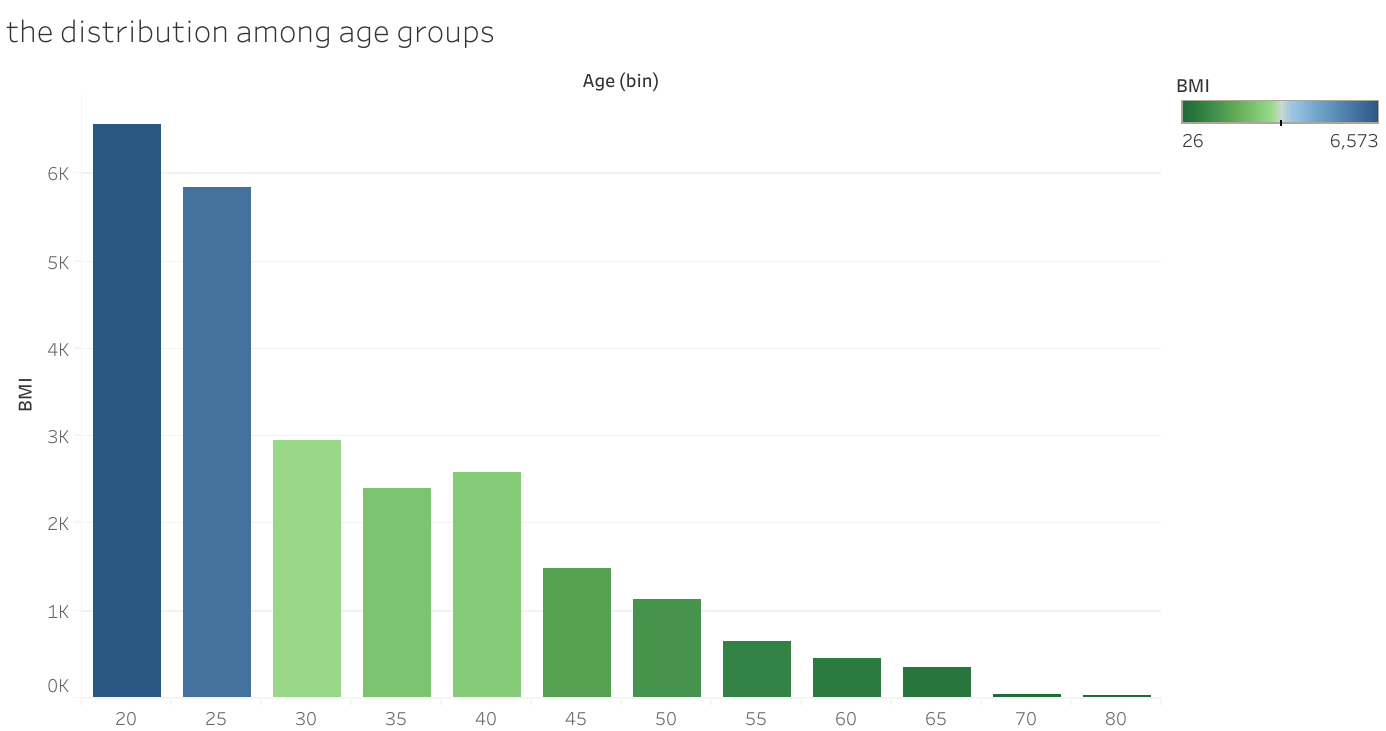 the distribution among age groups
Age (bin)
BMI
26 6,573
6K
5K
4K
3K
2K
1K
0K
BMI
20 25 30 35 40 45 50 55 60 65 70 80